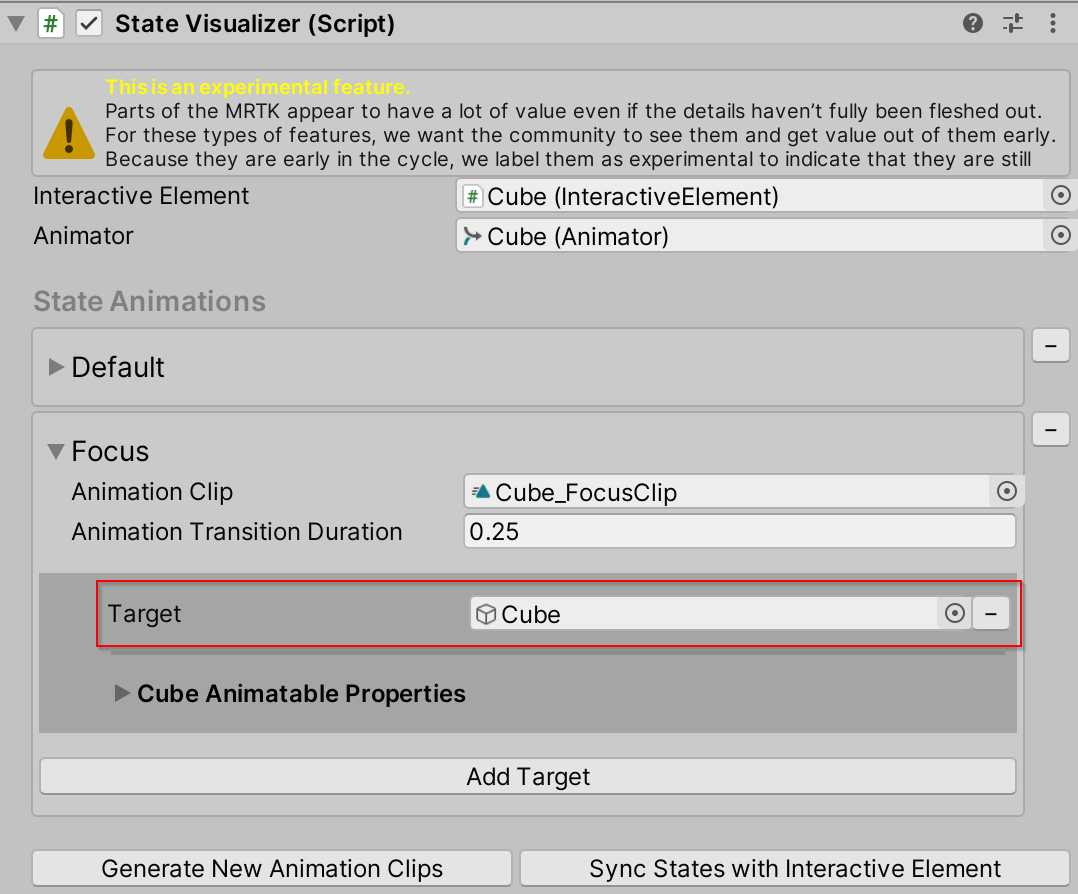 State Visualizer (Script)
This is an experimental feature.
Parts of the MRTK appear to have a lot of value even if the details haven’t fully been fleshed out.
For these types of features, we want the community to see them and get value out of them early.
Because they are early in the cycle, we label them as experimental to indicate that they are still
Interactive Element
Cube (InteractiveElement)
Animator
Cube (Animator)
State Animations
Default
Focus
Animation Clip
Cube_FocusClip
Animation Transition Duration
0.25
Target
Cube
Cube Animatable Properties
Add Target
Generate New Animation Clips
Sync States with Interactive Element